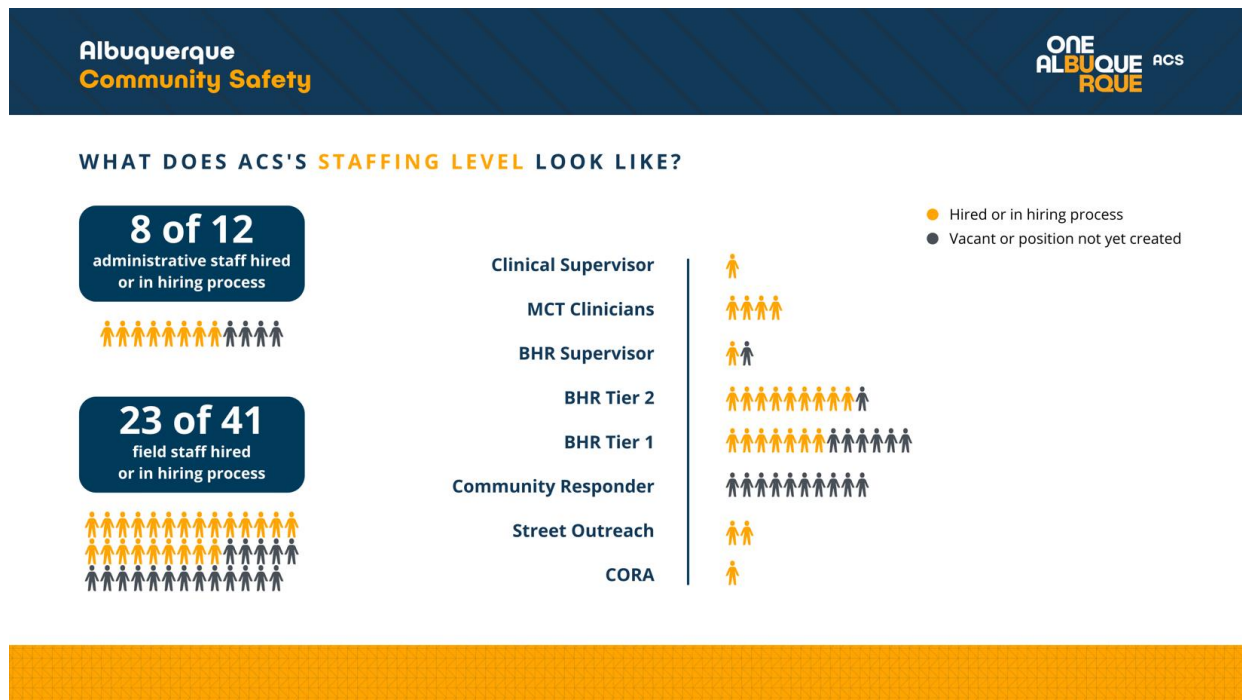 Albuquerque
Community Safety
ONE
ALBUQUE
RQUE
ACS
WHAT DOES ACS'S STAFFING LEVEL LOOK LIKE?
8 of 12
administrative staff hired
or in hiring process
23 of 41
field staff hired
or in hiring process
Hired or in hiring process
Vacant or position not yet created
Clinical Supervisor
MCT Clinicians
BHR Supervisor
BHR Tier 2
BHR Tier 1
Community Responder
Street Outreach
CORA